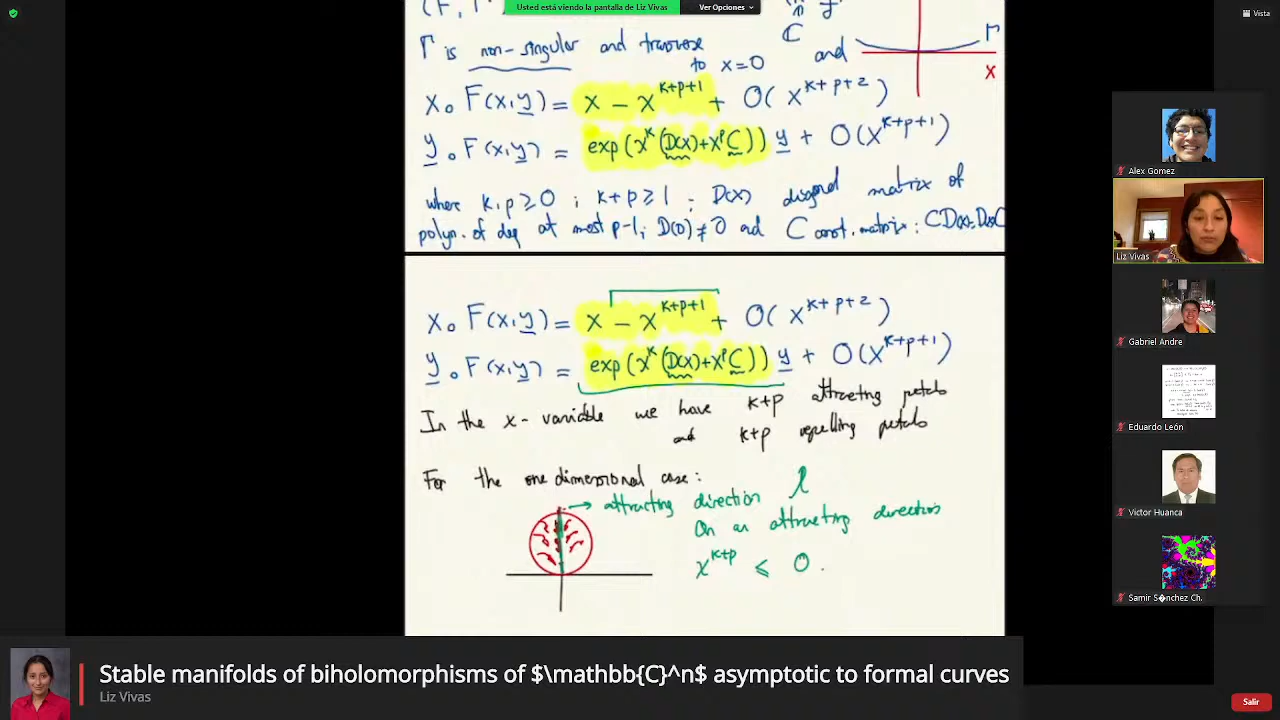 Usted está viendo la pantalla de Liz Vivas
Ver Opciones
Vista
Γ is non-singular and transverse
to x=0
C
and
Γ
x
x∘F(x,y) = x - x^{k+p+1} + O(x^{k+p+2})
y∘F(x,y) = exp(x^k(D(x)+x^p C)) y + O(x^{k+p+1})
where k,p ≥ 0 ; k+p ≥ 1 ; D(x) diagonal matrix of
polyn. of deg at most p-1; D(0)≠0 and C const. matrix: CD(x)=D(x)C
x∘F(x,y) = x - x^{k+p+1} + O(x^{k+p+2})
y∘F(x,y) = exp(x^k(D(x)+x^p C)) y + O(x^{k+p+1})
In the x-variable we have k+p attracting petals
and k+p repelling petals
For the one dimensional case:
→ attracting direction ℓ
On an attracting direction
x^{k+p} ≤ 0.
Alex Gomez
Liz Vivas
Gabriel Andre
Eduardo León
Victor Huanca
Samir S�nchez Ch.
Stable manifolds of biholomorphisms of $\mathbb{C}^n$ asymptotic to formal curves
Liz Vivas
Salir